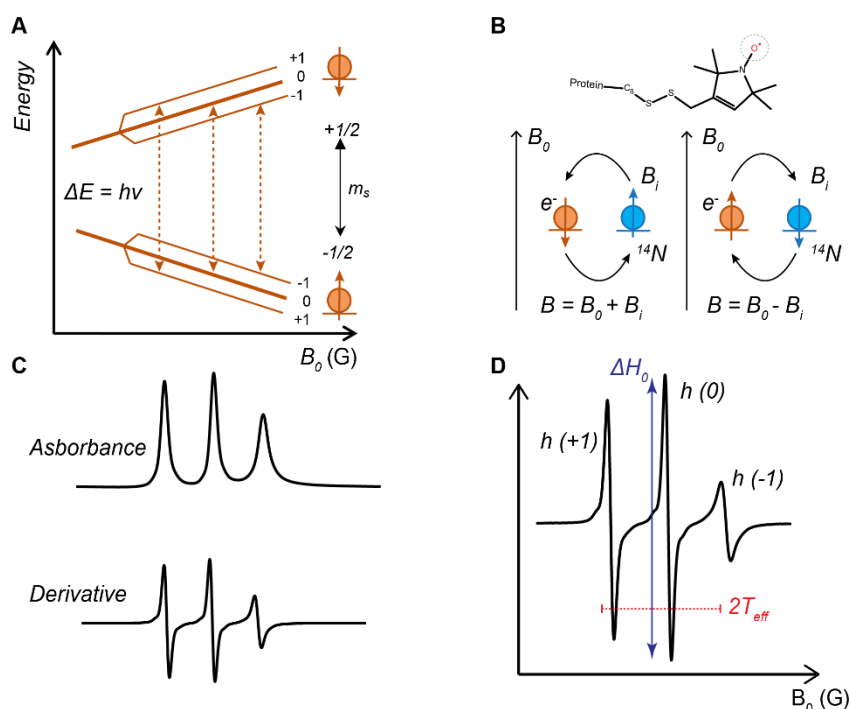 A
Energy
+1
0
-1
+1/2
ΔE = hν
m_s
-1/2
-1
0
+1
B_0 (G)
B
O•
N
Protein
C_β
S
S
B_0
B_i
e-
14N
B = B_0 + B_i
B_0
B_i
e-
14N
B = B_0 - B_i
C
Asborbance
Derivative
D
ΔH_0
h (0)
h (+1)
h (-1)
2T_eff
B_0 (G)